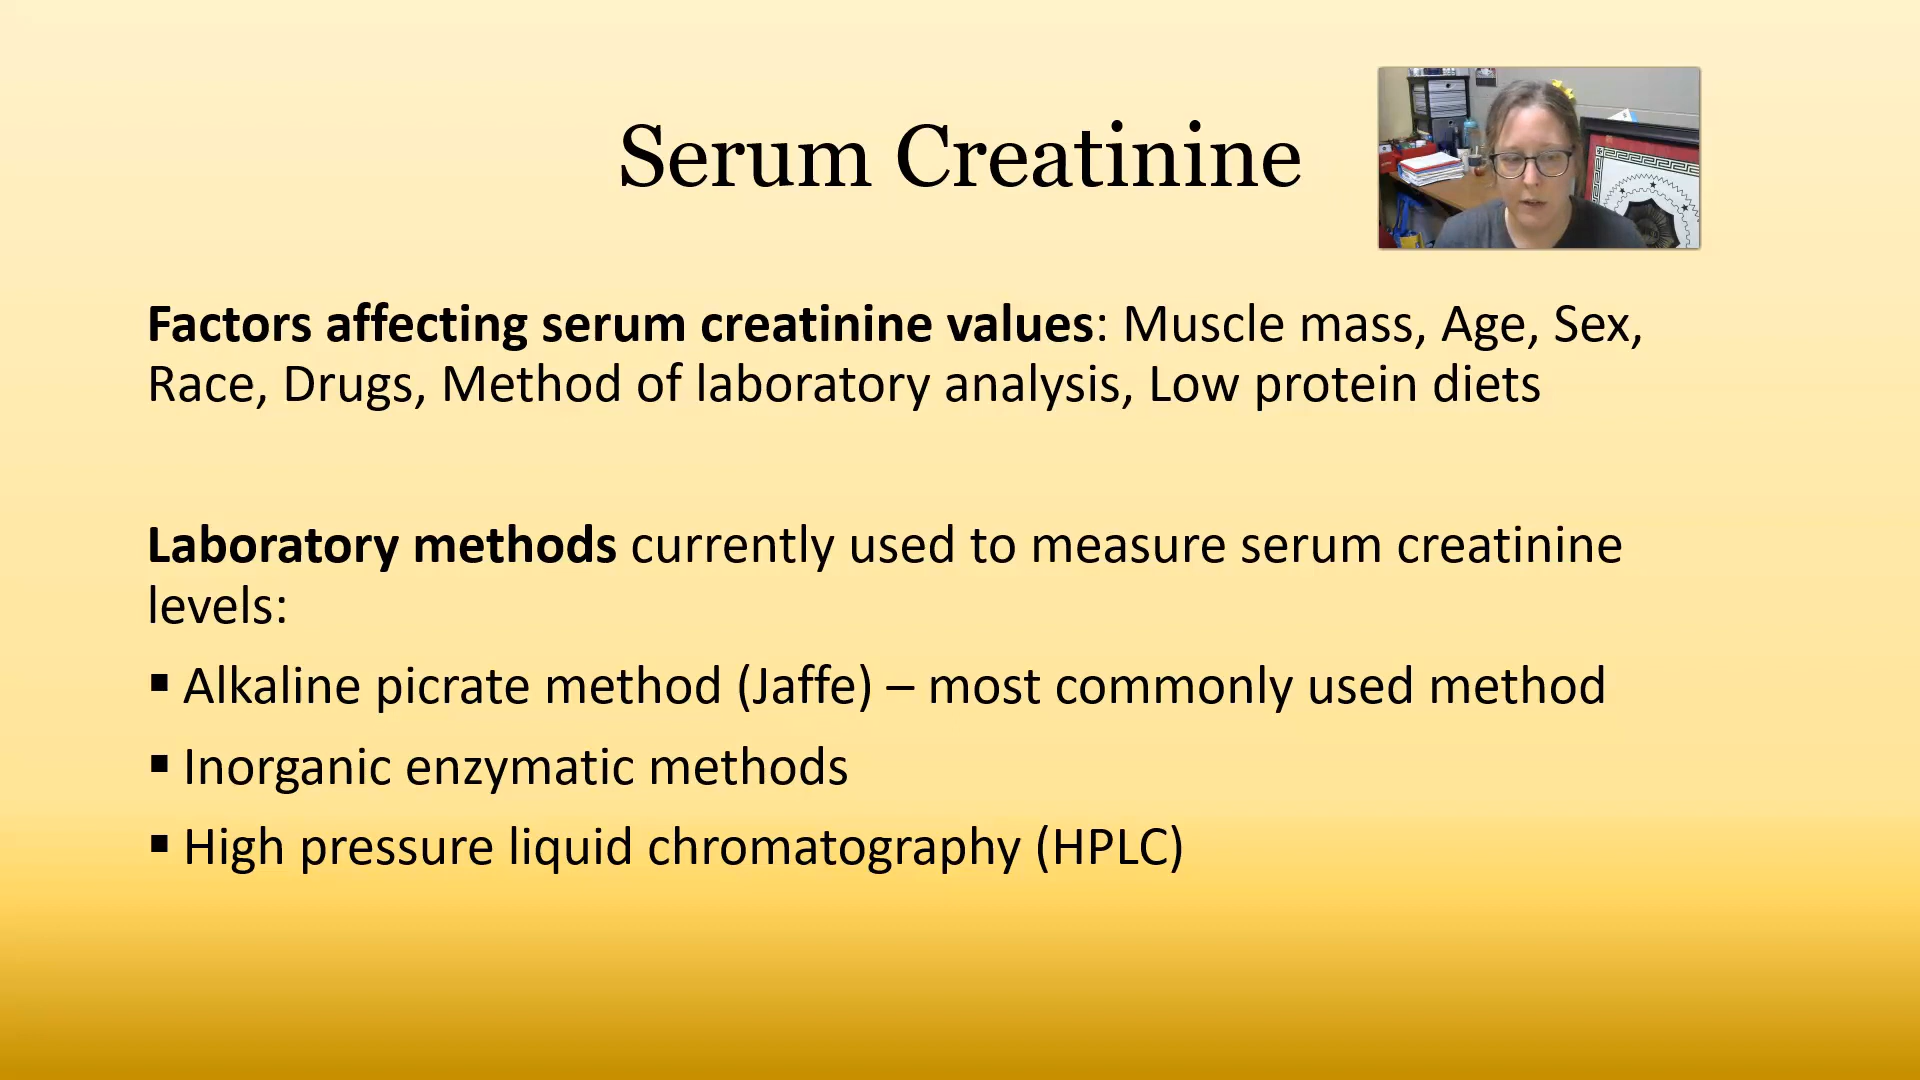 Serum Creatinine
Factors affecting serum creatinine values: Muscle mass, Age, Sex,
Race, Drugs, Method of laboratory analysis, Low protein diets
Laboratory methods currently used to measure serum creatinine
levels:
▪ Alkaline picrate method (Jaffe) – most commonly used method
▪ Inorganic enzymatic methods
▪ High pressure liquid chromatography (HPLC)